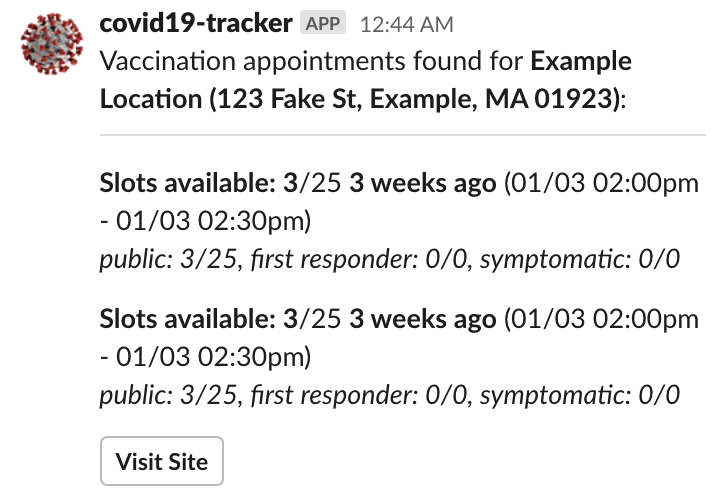 covid19-tracker APP 12:44 AM
Vaccination appointments found for Example
Location (123 Fake St, Example, MA 01923):
Slots available: 3/25 3 weeks ago (01/03 02:00pm
- 01/03 02:30pm)
public: 3/25, first responder: 0/0, symptomatic: 0/0
Slots available: 3/25 3 weeks ago (01/03 02:00pm
- 01/03 02:30pm)
public: 3/25, first responder: 0/0, symptomatic: 0/0
Visit Site